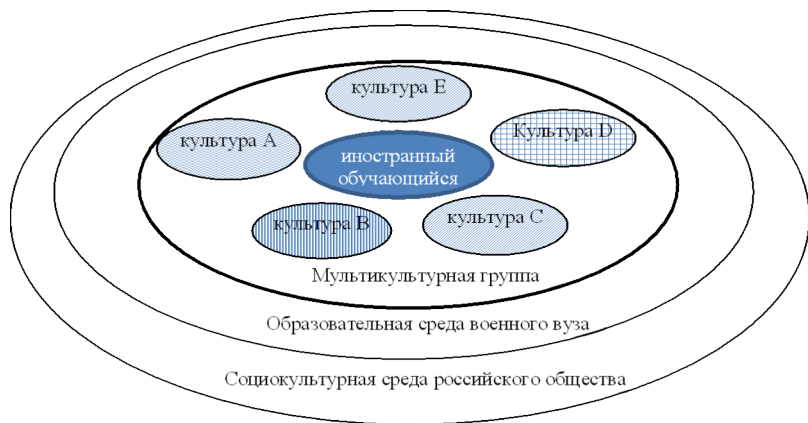 культура Е
культура А
Культура D
иностранный
обучающийся
культура В
культура С
Мультикультурная группа
Образовательная среда военного вуза
Социокультурная среда российского общества